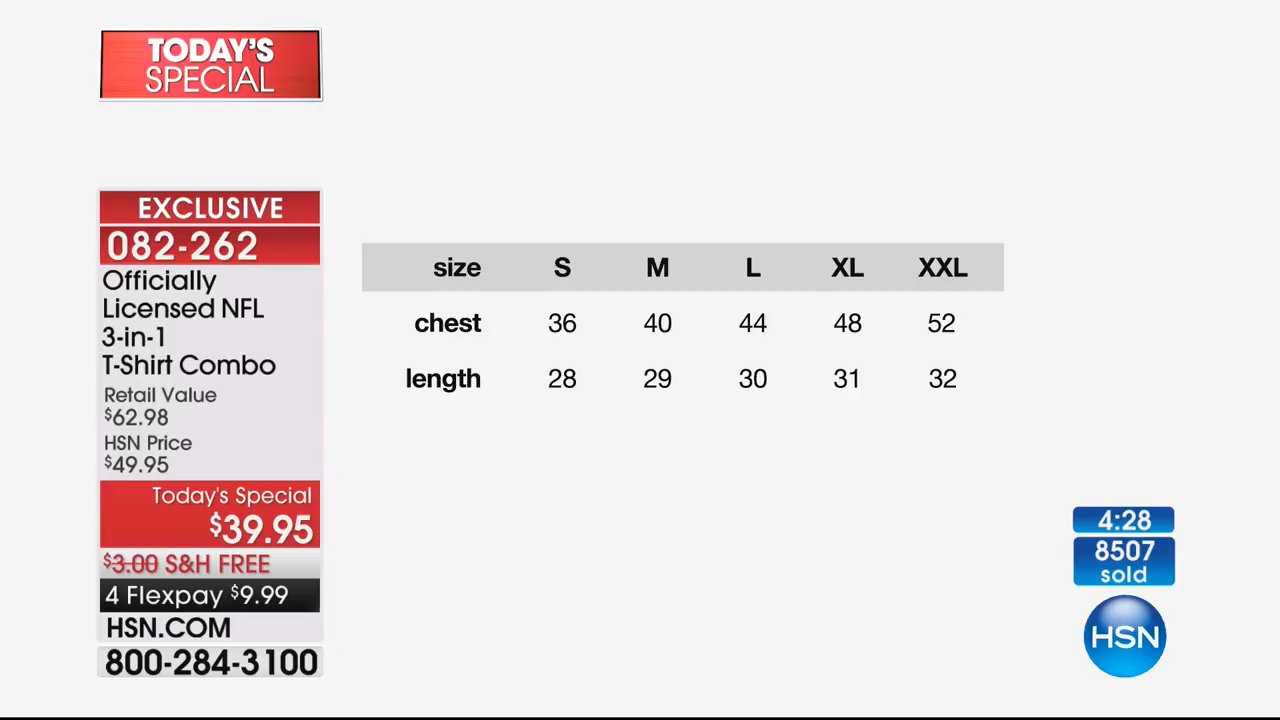 TODAY'S
SPECIAL
EXCLUSIVE
082-262
Officially
Licensed NFL
3-in-1
T-Shirt Combo
Retail Value
$62.98
HSN Price
$49.95
Today's Special
$39.95
$3.00 S&H FREE
4 Flexpay $9.99
HSN.COM
800-284-3100
size S M L XL XXL
chest 36 40 44 48 52
length 28 29 30 31 32
4:28
8507
sold
HSN